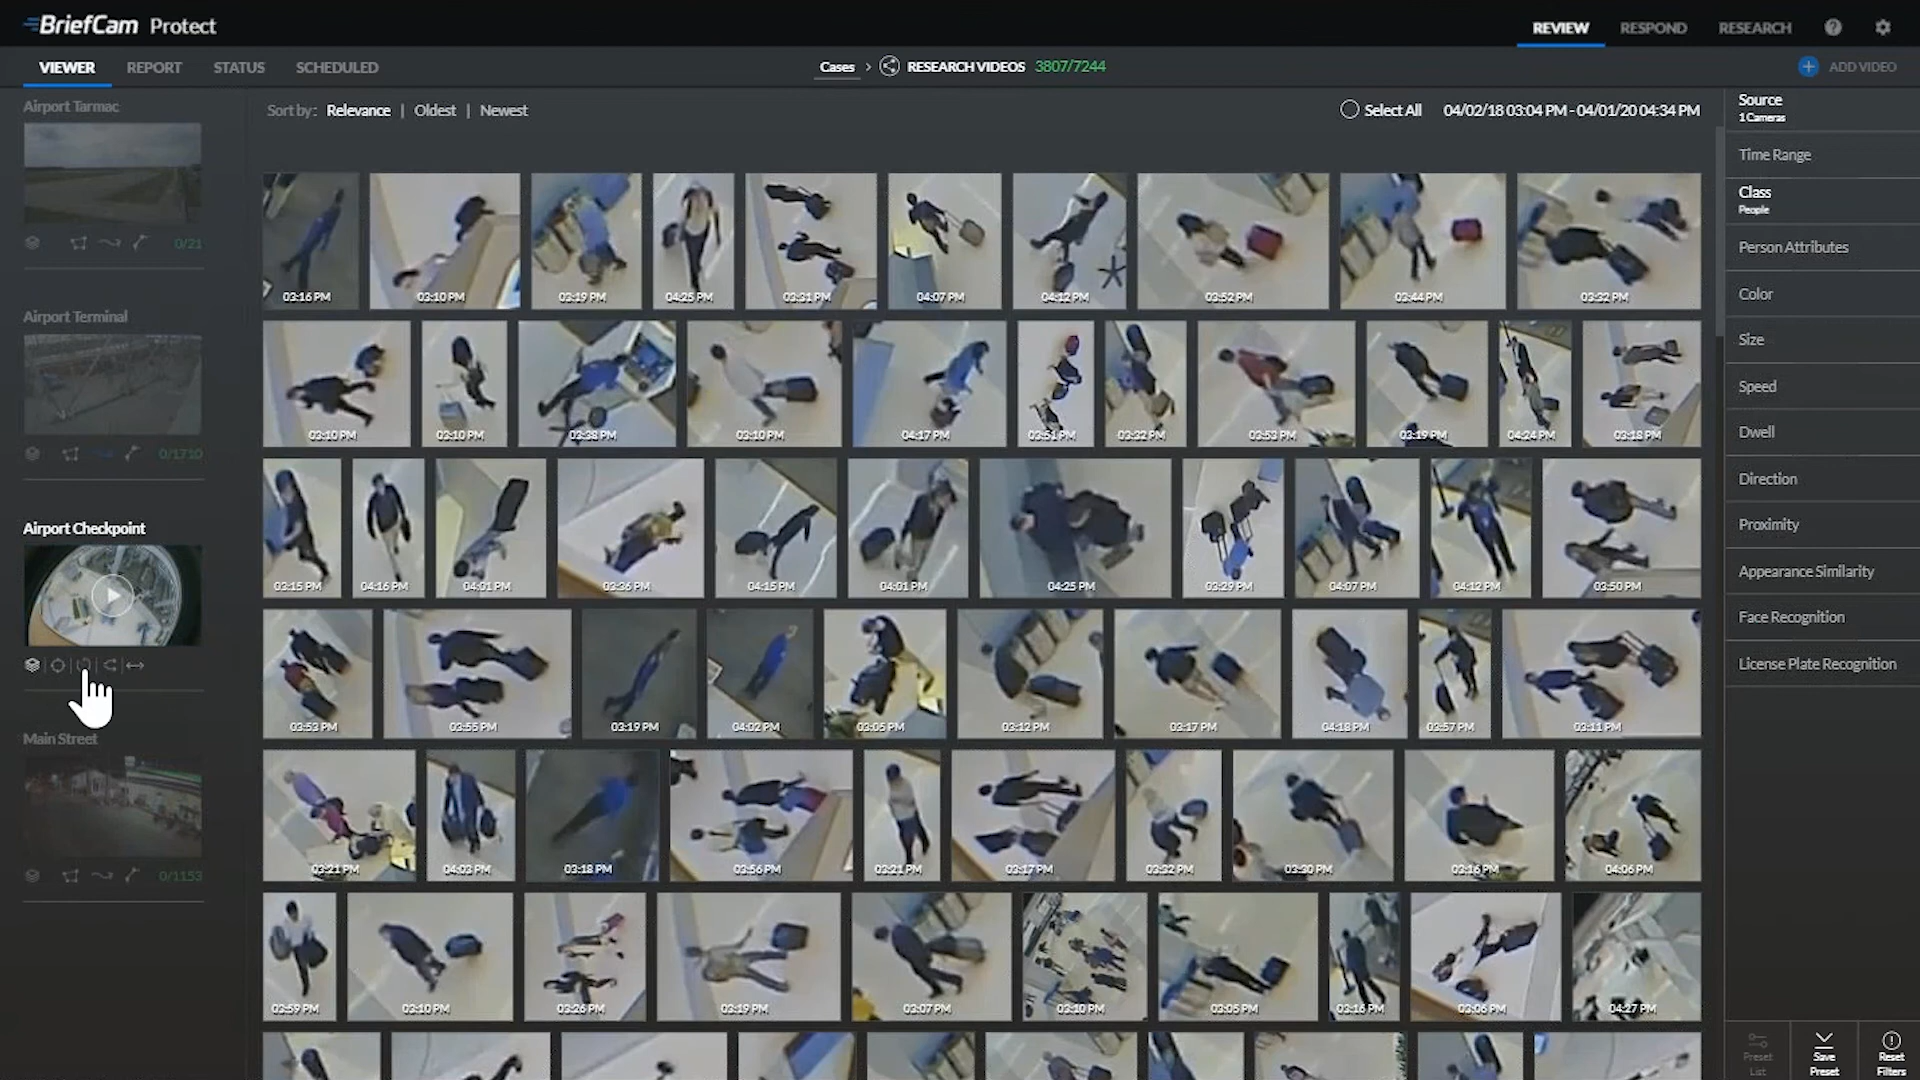 BriefCam Protect
REVIEW RESPOND RESEARCH ?
VIEWER REPORT STATUS SCHEDULED
Cases > RESEARCH VIDEOS 3807/7244
+ ADD VIDEO
Airport Tarmac
0/21
Airport Terminal
0/1710
Airport Checkpoint
Main Street
0/1153
Sort by: Relevance | Oldest | Newest
Select All 04/02/18 03:04 PM - 04/01/20 04:34 PM
03:16 PM 03:10 PM 03:19 PM 04:25 PM 03:31 PM 04:07 PM 04:12 PM 03:52 PM 03:44 PM 03:32 PM
03:10 PM 03:10 PM 03:38 PM 03:10 PM 04:17 PM 03:51 PM 03:32 PM 03:53 PM 03:19 PM 04:24 PM 03:18 PM
03:15 PM 04:16 PM 04:01 PM 03:36 PM 04:15 PM 04:01 PM 04:25 PM 03:29 PM 04:07 PM 04:12 PM 03:50 PM
03:53 PM 03:55 PM 03:19 PM 04:02 PM 03:05 PM 03:12 PM 03:17 PM 04:18 PM 03:57 PM 03:11 PM
03:21 PM 04:03 PM 03:18 PM 03:56 PM 03:21 PM 03:17 PM 03:32 PM 03:30 PM 03:16 PM 04:06 PM
03:59 PM 03:10 PM 03:26 PM 03:19 PM 03:07 PM 03:10 PM 03:05 PM 03:16 PM 03:06 PM 04:27 PM
Source
1 Cameras
Time Range
Class
People
Person Attributes
Color
Size
Speed
Dwell
Direction
Proximity
Appearance Similarity
Face Recognition
License Plate Recognition
Preset List
Save Preset
Reset Filters